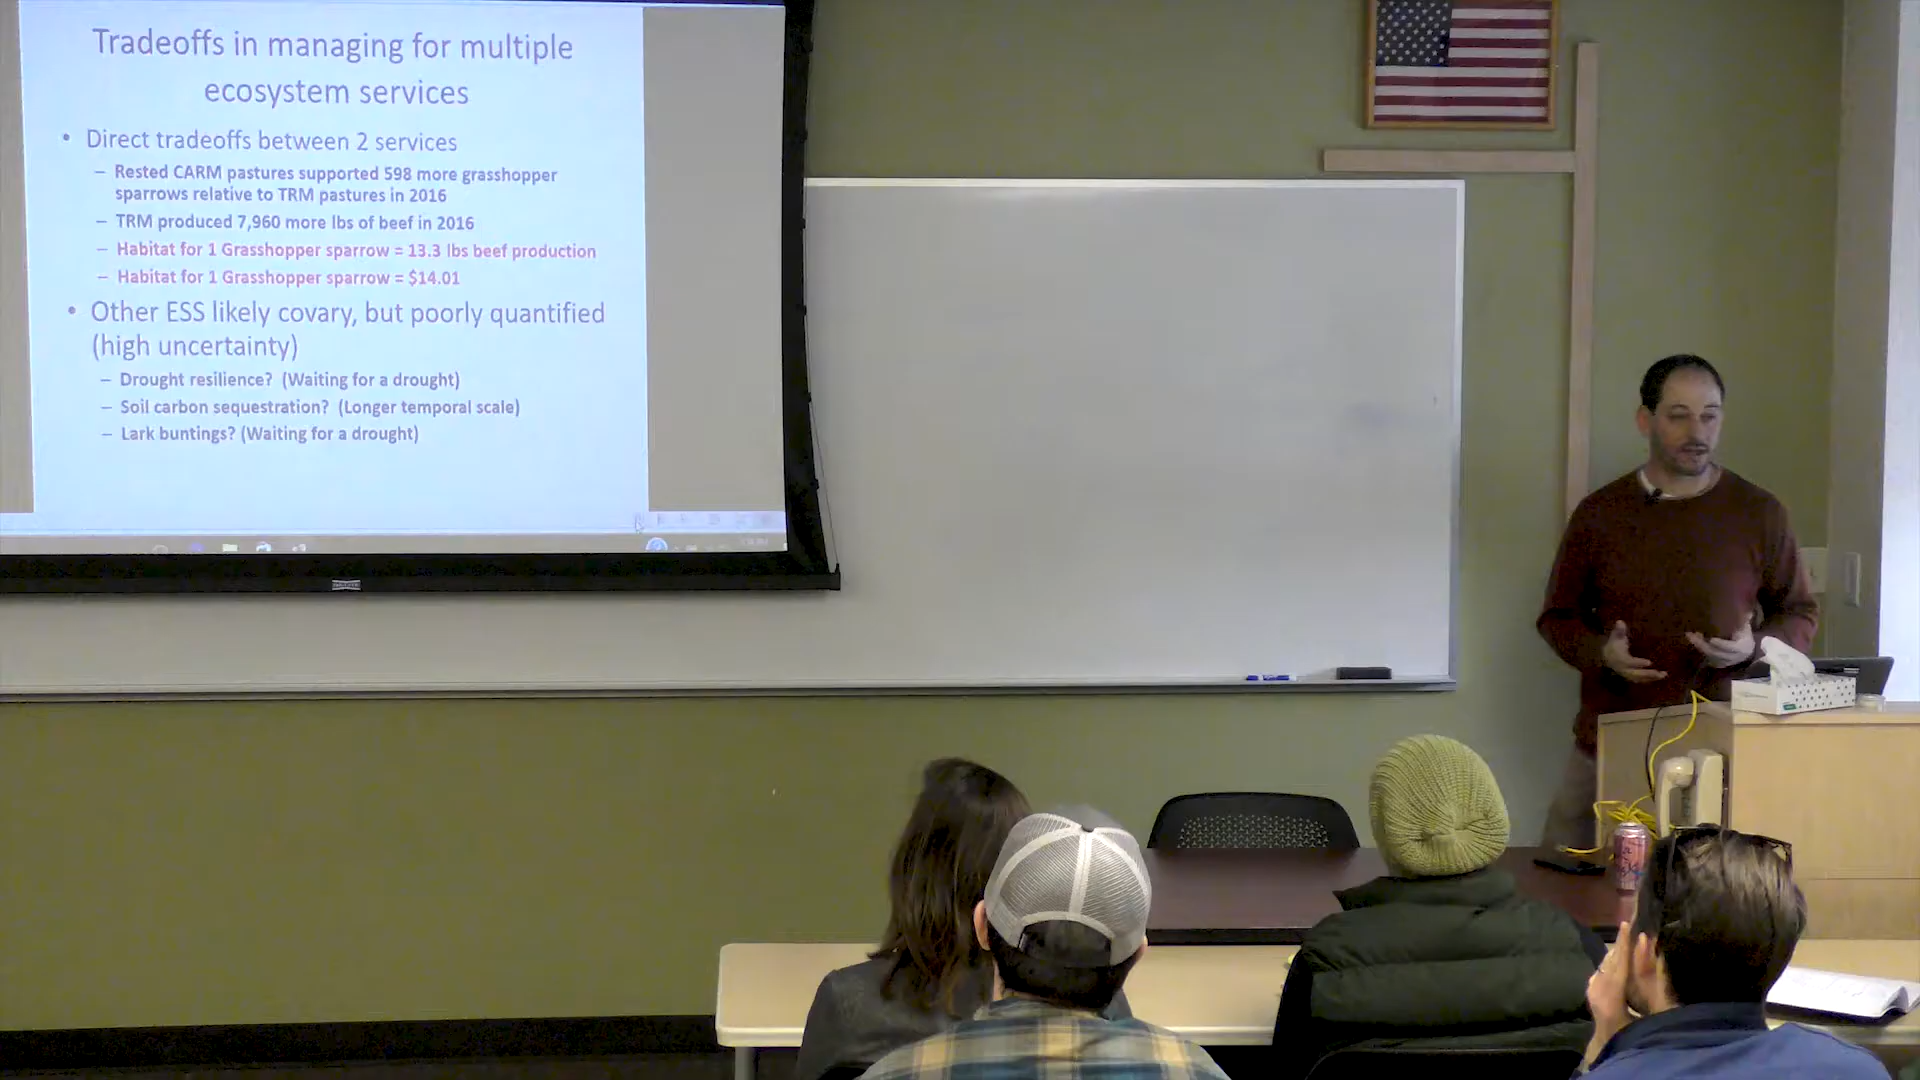 Tradeoffs in managing for multiple
ecosystem services
• Direct tradeoffs between 2 services
– Rested CARM pastures supported 598 more grasshopper
sparrows relative to TRM pastures in 2016
– TRM produced 7,960 more lbs of beef in 2016
– Habitat for 1 Grasshopper sparrow = 13.3 lbs beef production
– Habitat for 1 Grasshopper sparrow = $14.01
• Other ESS likely covary, but poorly quantified
(high uncertainty)
– Drought resilience? (Waiting for a drought)
– Soil carbon sequestration? (Longer temporal scale)
– Lark buntings? (Waiting for a drought)